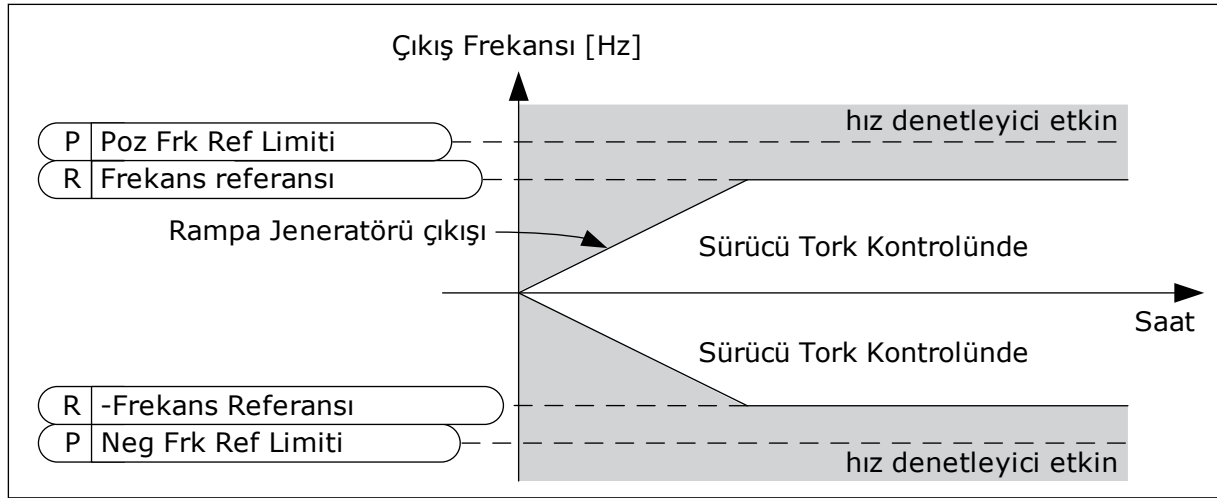 Çıkış Frekansı [Hz]
hız denetleyici etkin
P Poz Frk Ref Limiti
R Frekans referansı
Rampa Jeneratörü çıkışı
Sürücü Tork Kontrolünde
Saat
Sürücü Tork Kontrolünde
R -Frekans Referansı
P Neg Frk Ref Limiti
hız denetleyici etkin